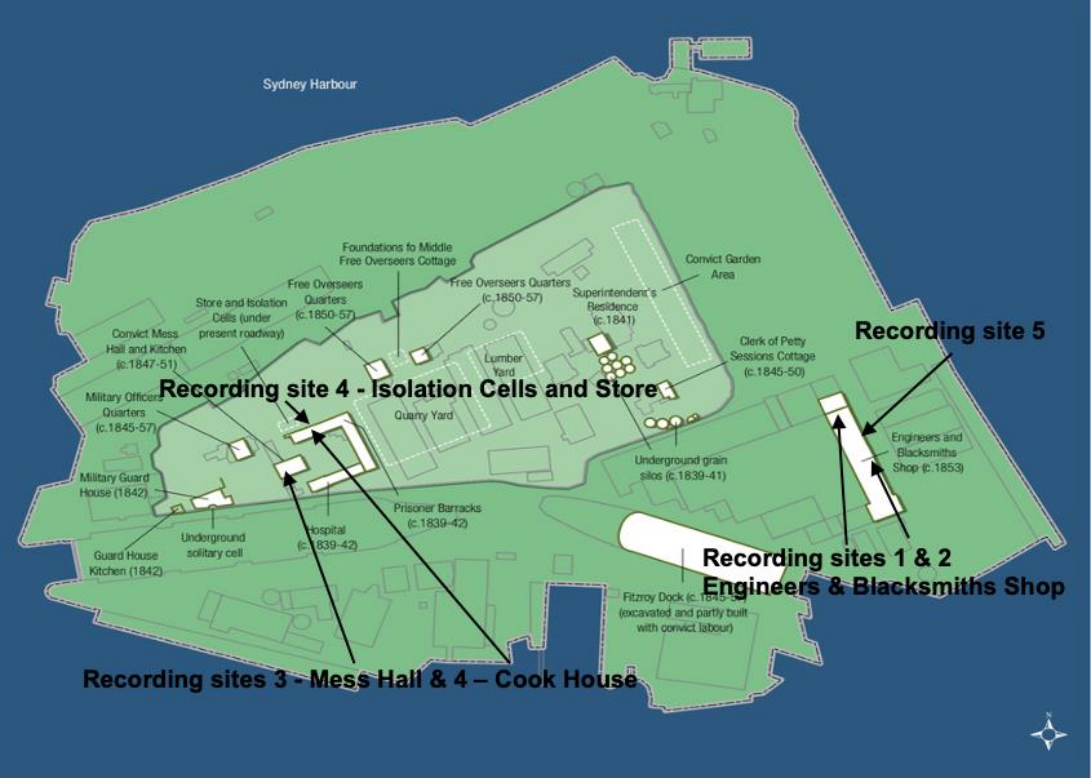 Sydney Harbour
Foundations fo Middle
Free Overseers Cottage
Free Overseers
Quarters
(c.1850-57)
Free Overseers Quarters
(c.1850-57)
Convict Garden
Area
Store and Isolation
Cells (under
present roadway)
Superintendent's
Residence
(c.1841)
Convict Mess
Hall and Kitchen
(c.1847-51)
Recording site 5
Clerk of Petty
Sessions Cottage
(c.1845-50)
Lumber
Yard
Recording site 4 - Isolation Cells and Store
Military Officers
Quarters
(c.1845-57)
Quarry Yard
Engineers and
Blacksmiths
Shop (c.1853)
Underground grain
silos (c.1839-41)
Military Guard
House (1842)
Prisoner Barracks
(c.1839-42)
Hospital
(c.1839-42)
Underground
solitary cell
Guard House
Kitchen (1842)
Recording sites 1 & 2
Engineers & Blacksmiths Shop
Fitzroy Dock (c.1845-
(excavated and partly built
with convict labour)
Recording sites 3 - Mess Hall & 4 – Cook House
N